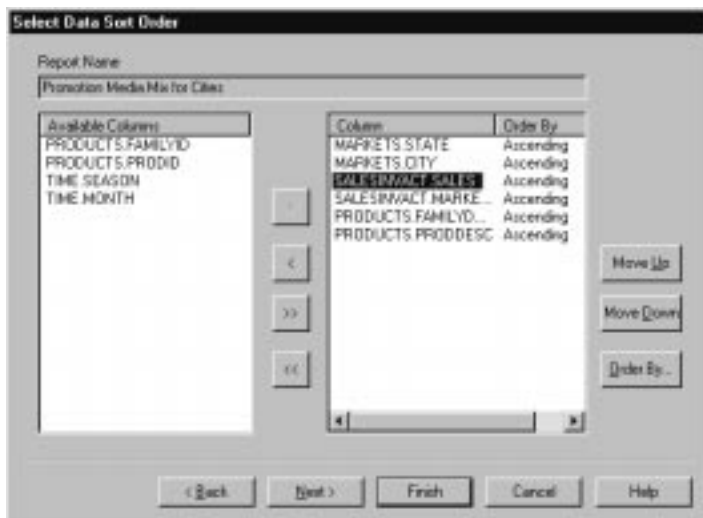 Select Data Sort Order
Report Name
Promotion Media Mix for Cities
Available Columns
PRODUCTS.FAMILYID
PRODUCTS.PRODID
TIME.SEASON
TIME.MONTH
>
<
>>
<<
Column Order By
MARKETS.STATE Ascending
MARKETS.CITY Ascending
SALESINVACT.SALES Ascending
SALESINVACT.MARKE... Ascending
PRODUCTS.FAMILYD... Ascending
PRODUCTS.PRODDESC Ascending
Move Up
Move Down
Order By...
< Back Next > Finish Cancel Help